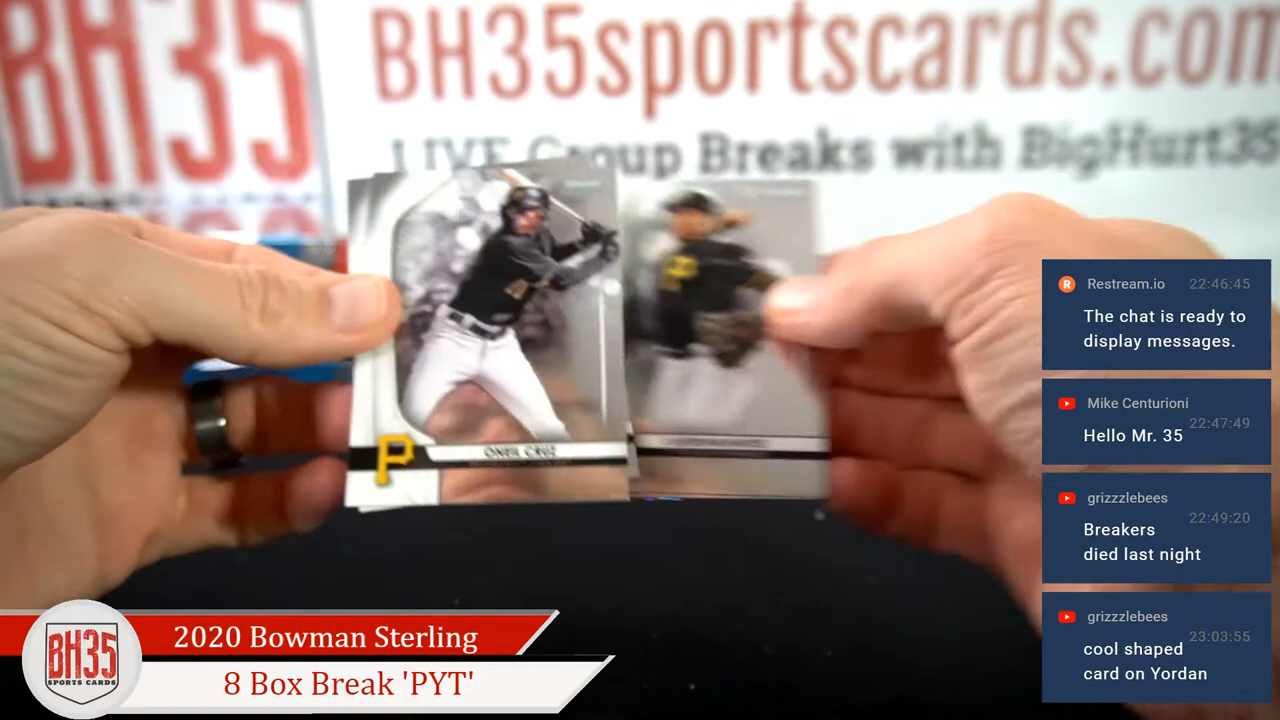 BH35
BH35sportscards.com
LIVE Group Breaks with BigHurt35
P
ONEIL CRUZ
Restream.io 22:46:45
The chat is ready to
display messages.
Mike Centurioni
22:47:49
Hello Mr. 35
grizzzlebees
22:49:20
Breakers
died last night
grizzzlebees
23:03:55
cool shaped
card on Yordan
BH35
SPORTS CARDS
2020 Bowman Sterling
8 Box Break 'PYT'